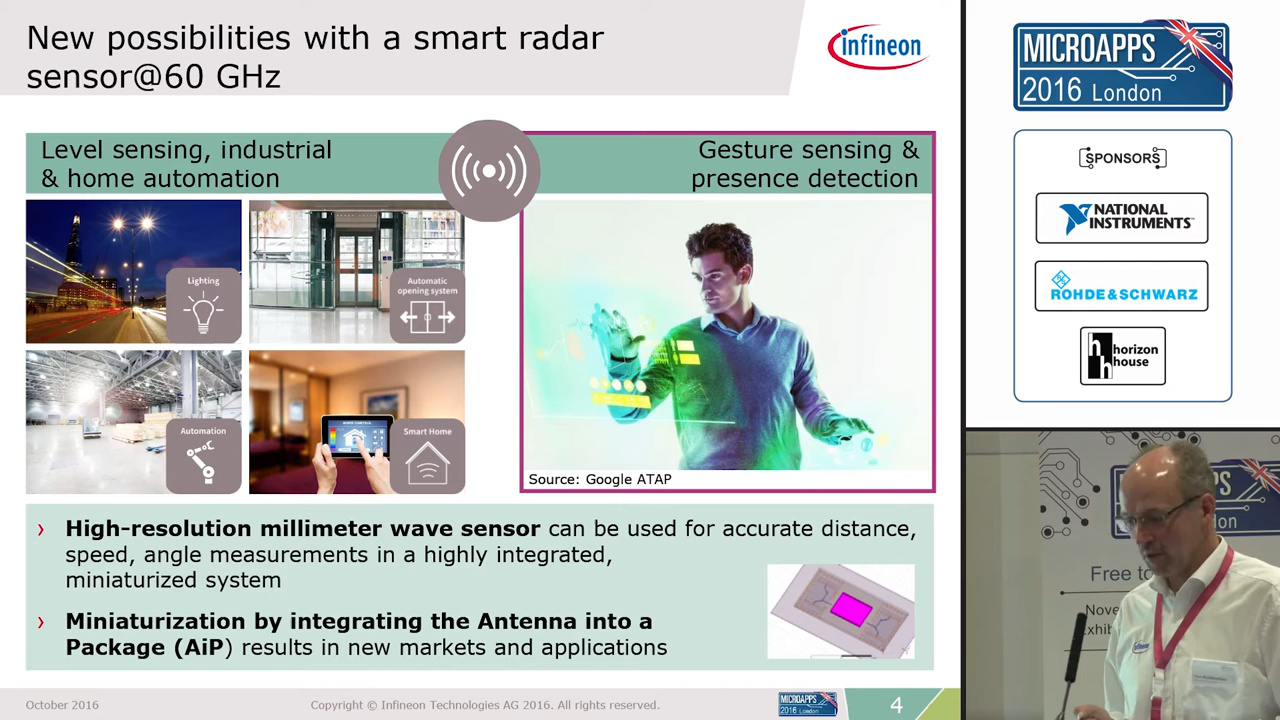 New possibilities with a smart radar
sensor@60 GHz
infineon
Level sensing, industrial
& home automation
Gesture sensing &
presence detection
Lighting
Automatic
opening system
Automation
Smart Home
Source: Google ATAP
› High-resolution millimeter wave sensor can be used for accurate distance,
speed, angle measurements in a highly integrated,
miniaturized system
› Miniaturization by integrating the Antenna into a
Package (AiP) results in new markets and applications
October
Copyright © Infineon Technologies AG 2016. All rights reserved.
MICROAPPS
2016 London
4
MICROAPPS
2016 London
SPONSORS
NATIONAL
INSTRUMENTS
ROHDE&SCHWARZ
h horizon
h house
Free to
Nove
Exhib
infineon